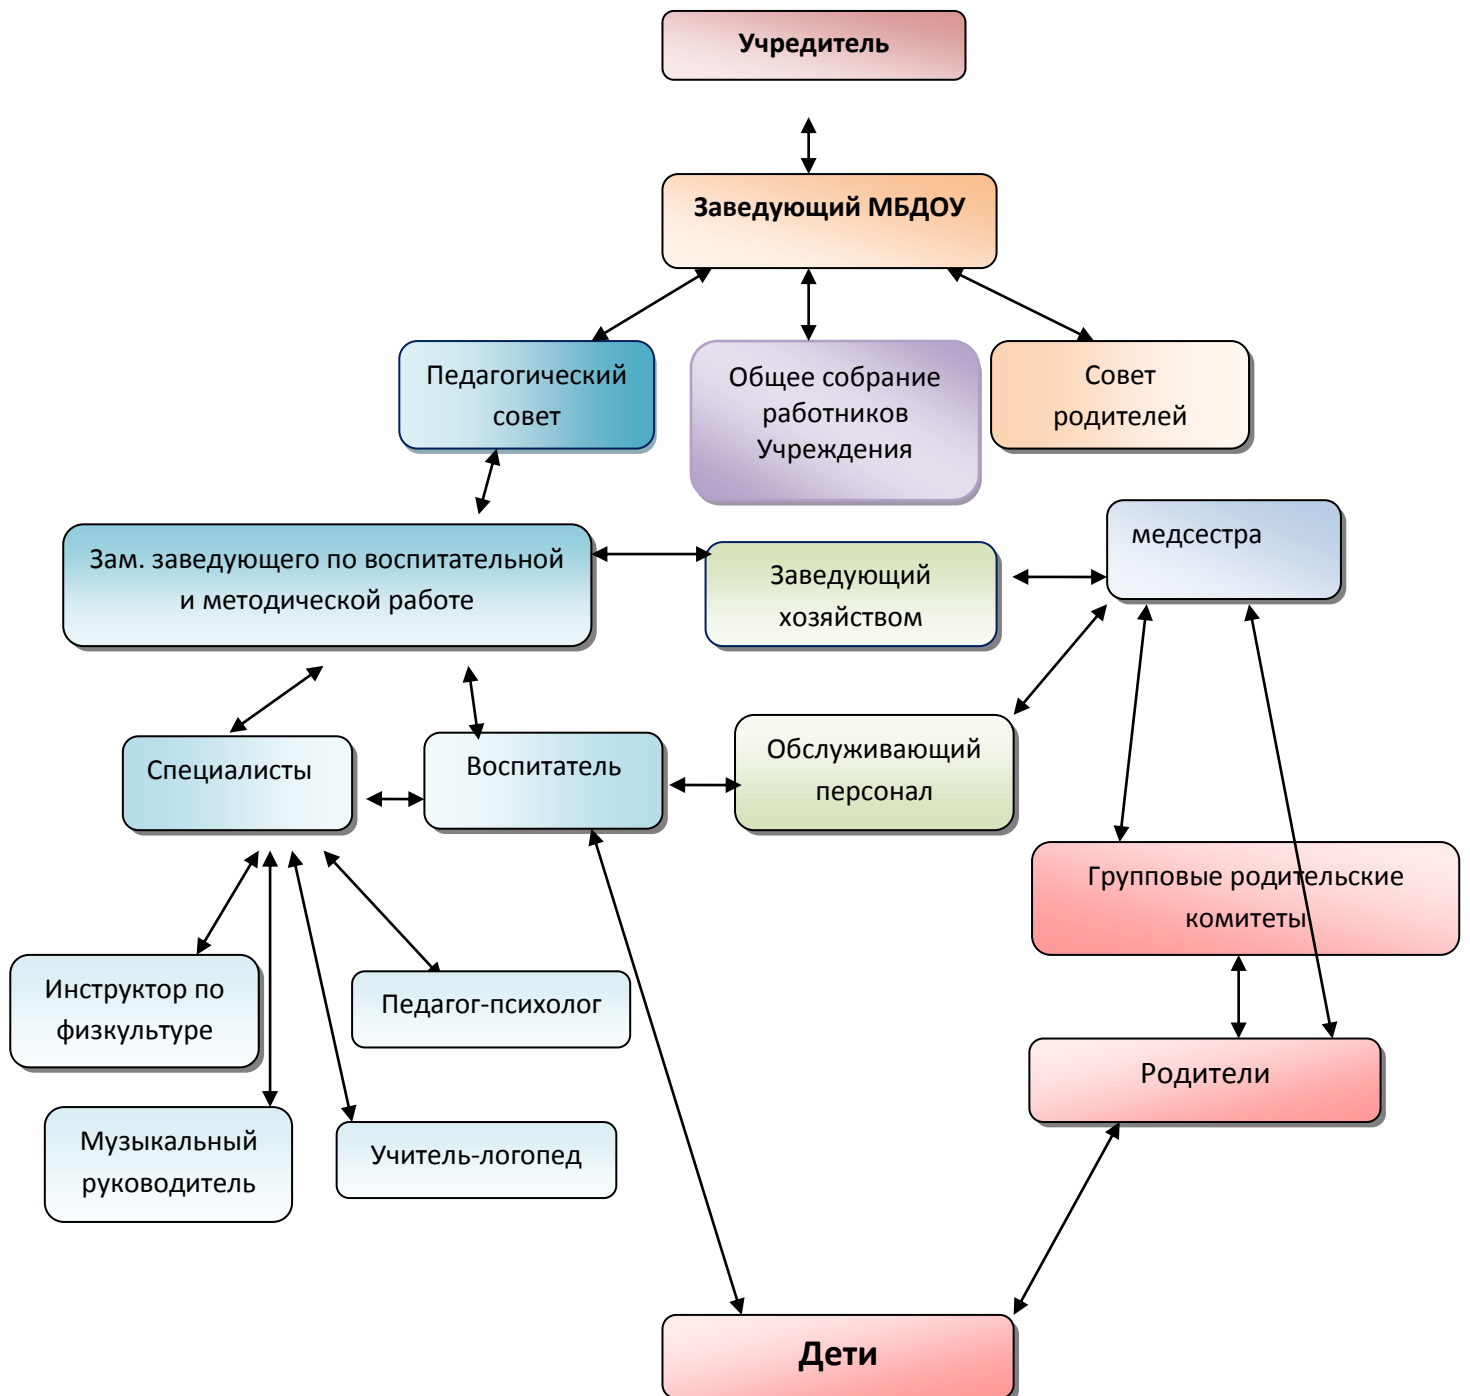 Учредитель
Заведующий МБДОУ
Педагогический
совет
Общее собрание
работников
Учреждения
Совет
родителей
Зам. заведующего по воспитательной
и методической работе
Заведующий
хозяйством
медсестра
Специалисты
Воспитатель
Обслуживающий
персонал
Групповые родительские
комитеты
Инструктор по
физкультуре
Педагог-психолог
Родители
Музыкальный
руководитель
Учитель-логопед
Дети